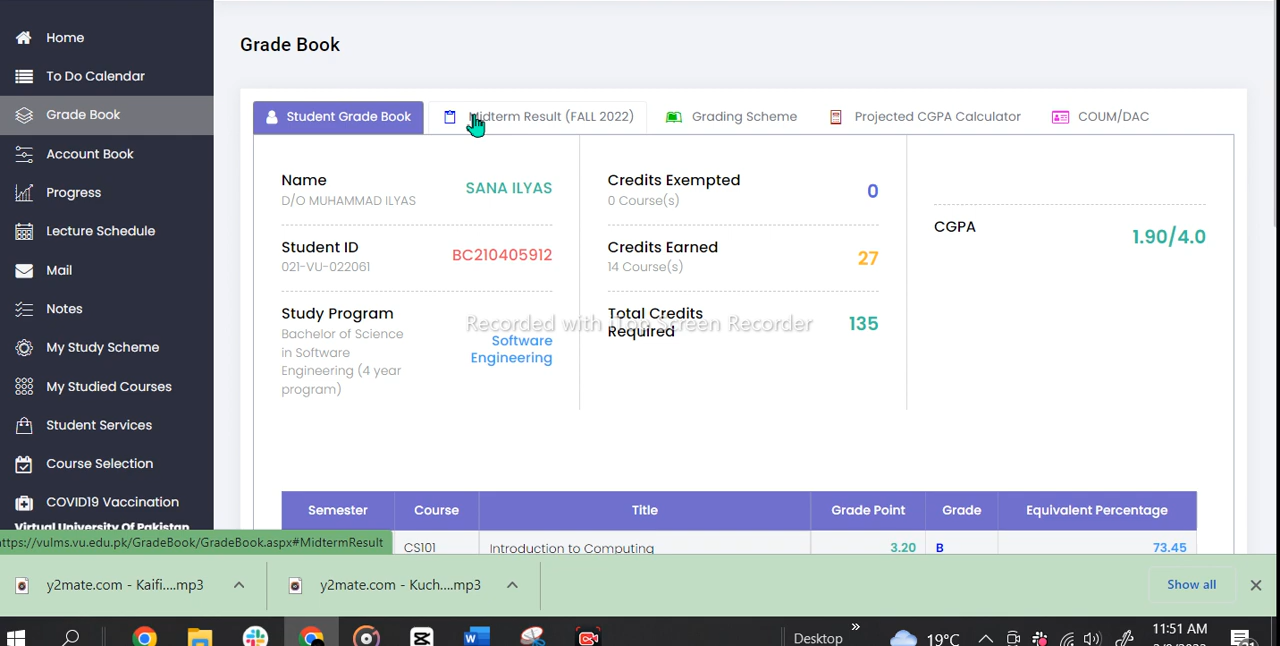 Home
To Do Calendar
Grade Book
Account Book
Progress
Lecture Schedule
Mail
Notes
My Study Scheme
My Studied Courses
Student Services
Course Selection
COVID19 Vaccination
Virtual University Of Pakistan
Grade Book
Student Grade Book
Midterm Result (FALL 2022)
Grading Scheme
Projected CGPA Calculator
COUM/DAC
Name
D/O MUHAMMAD ILYAS
SANA ILYAS
Student ID
021-VU-022061
BC210405912
Study Program
Bachelor of Science
in Software
Engineering (4 year
program)
Software
Engineering
Credits Exempted
0 Course(s)
0
Credits Earned
14 Course(s)
27
Total Credits
Required
135
CGPA
1.90/4.0
Recorded with iTop Screen Recorder
Semester Course Title Grade Point Grade Equivalent Percentage
CS101 Introduction to Computing 3.20 B 73.45
ttps://vulms.vu.edu.pk/GradeBook/GradeBook.aspx#MidtermResult
y2mate.com - Kaifi....mp3
y2mate.com - Kuch....mp3
Show all
Desktop
19°C
11:51 AM